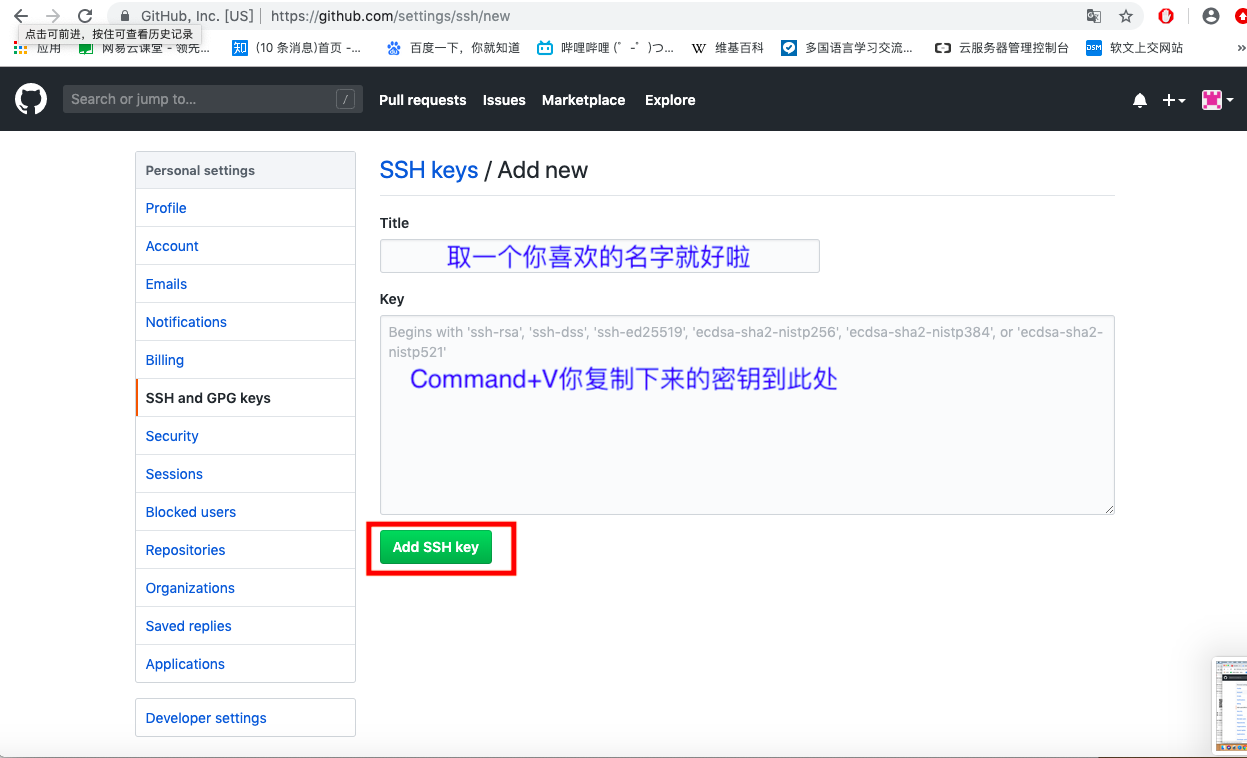 GitHub, Inc. [US] | https://github.com/settings/ssh/new
点击可前进，按住可查看历史记录
应用 网易云课堂 - 领先... 知 (10 条消息)首页 -... 百度一下，你就知道 哔哩哔哩 (゜-゜)つ... W 维基百科 多国语言学习交流... 云服务器管理控制台 DSM 软文上交网站 »
Search or jump to... / Pull requests Issues Marketplace Explore
Personal settings
Profile
Account
Emails
Notifications
Billing
SSH and GPG keys
Security
Sessions
Blocked users
Repositories
Organizations
Saved replies
Applications
Developer settings
SSH keys / Add new
Title
取一个你喜欢的名字就好啦
Key
Begins with 'ssh-rsa', 'ssh-dss', 'ssh-ed25519', 'ecdsa-sha2-nistp256', 'ecdsa-sha2-nistp384', or 'ecdsa-sha2-
nistp521'
Command+V你复制下来的密钥到此处
Add SSH key